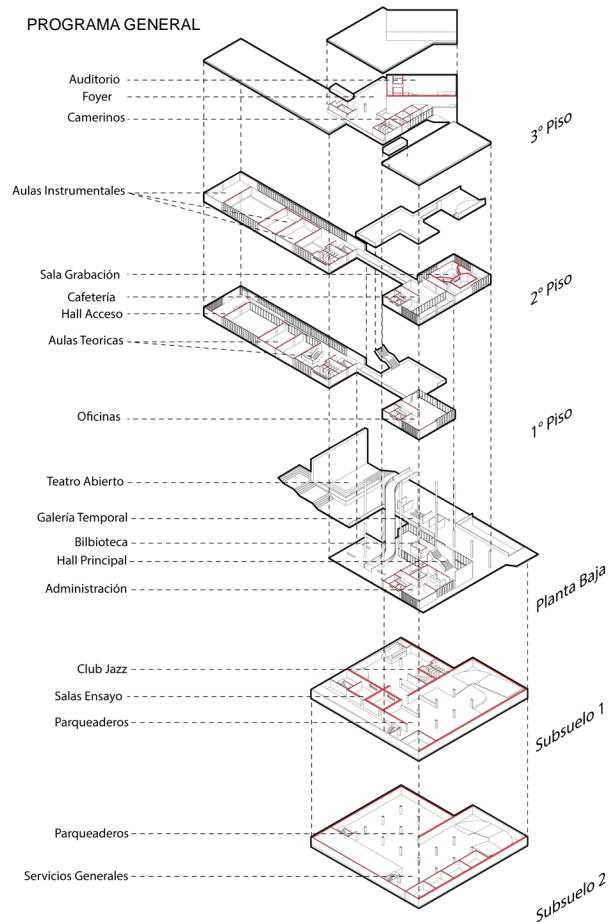 PROGRAMA GENERAL
Auditorio
Foyer
Camerinos
3° Piso
Aulas Instrumentales
Sala Grabación
2° Piso
Cafetería
Hall Acceso
Aulas Teoricas
Oficinas
1° Piso
Teatro Abierto
Galería Temporal
Bilbioteca
Hall Principal
Administración
Planta Baja
Club Jazz
Salas Ensayo
Parqueaderos
Subsuelo 1
Parqueaderos
Servicios Generales
Subsuelo 2